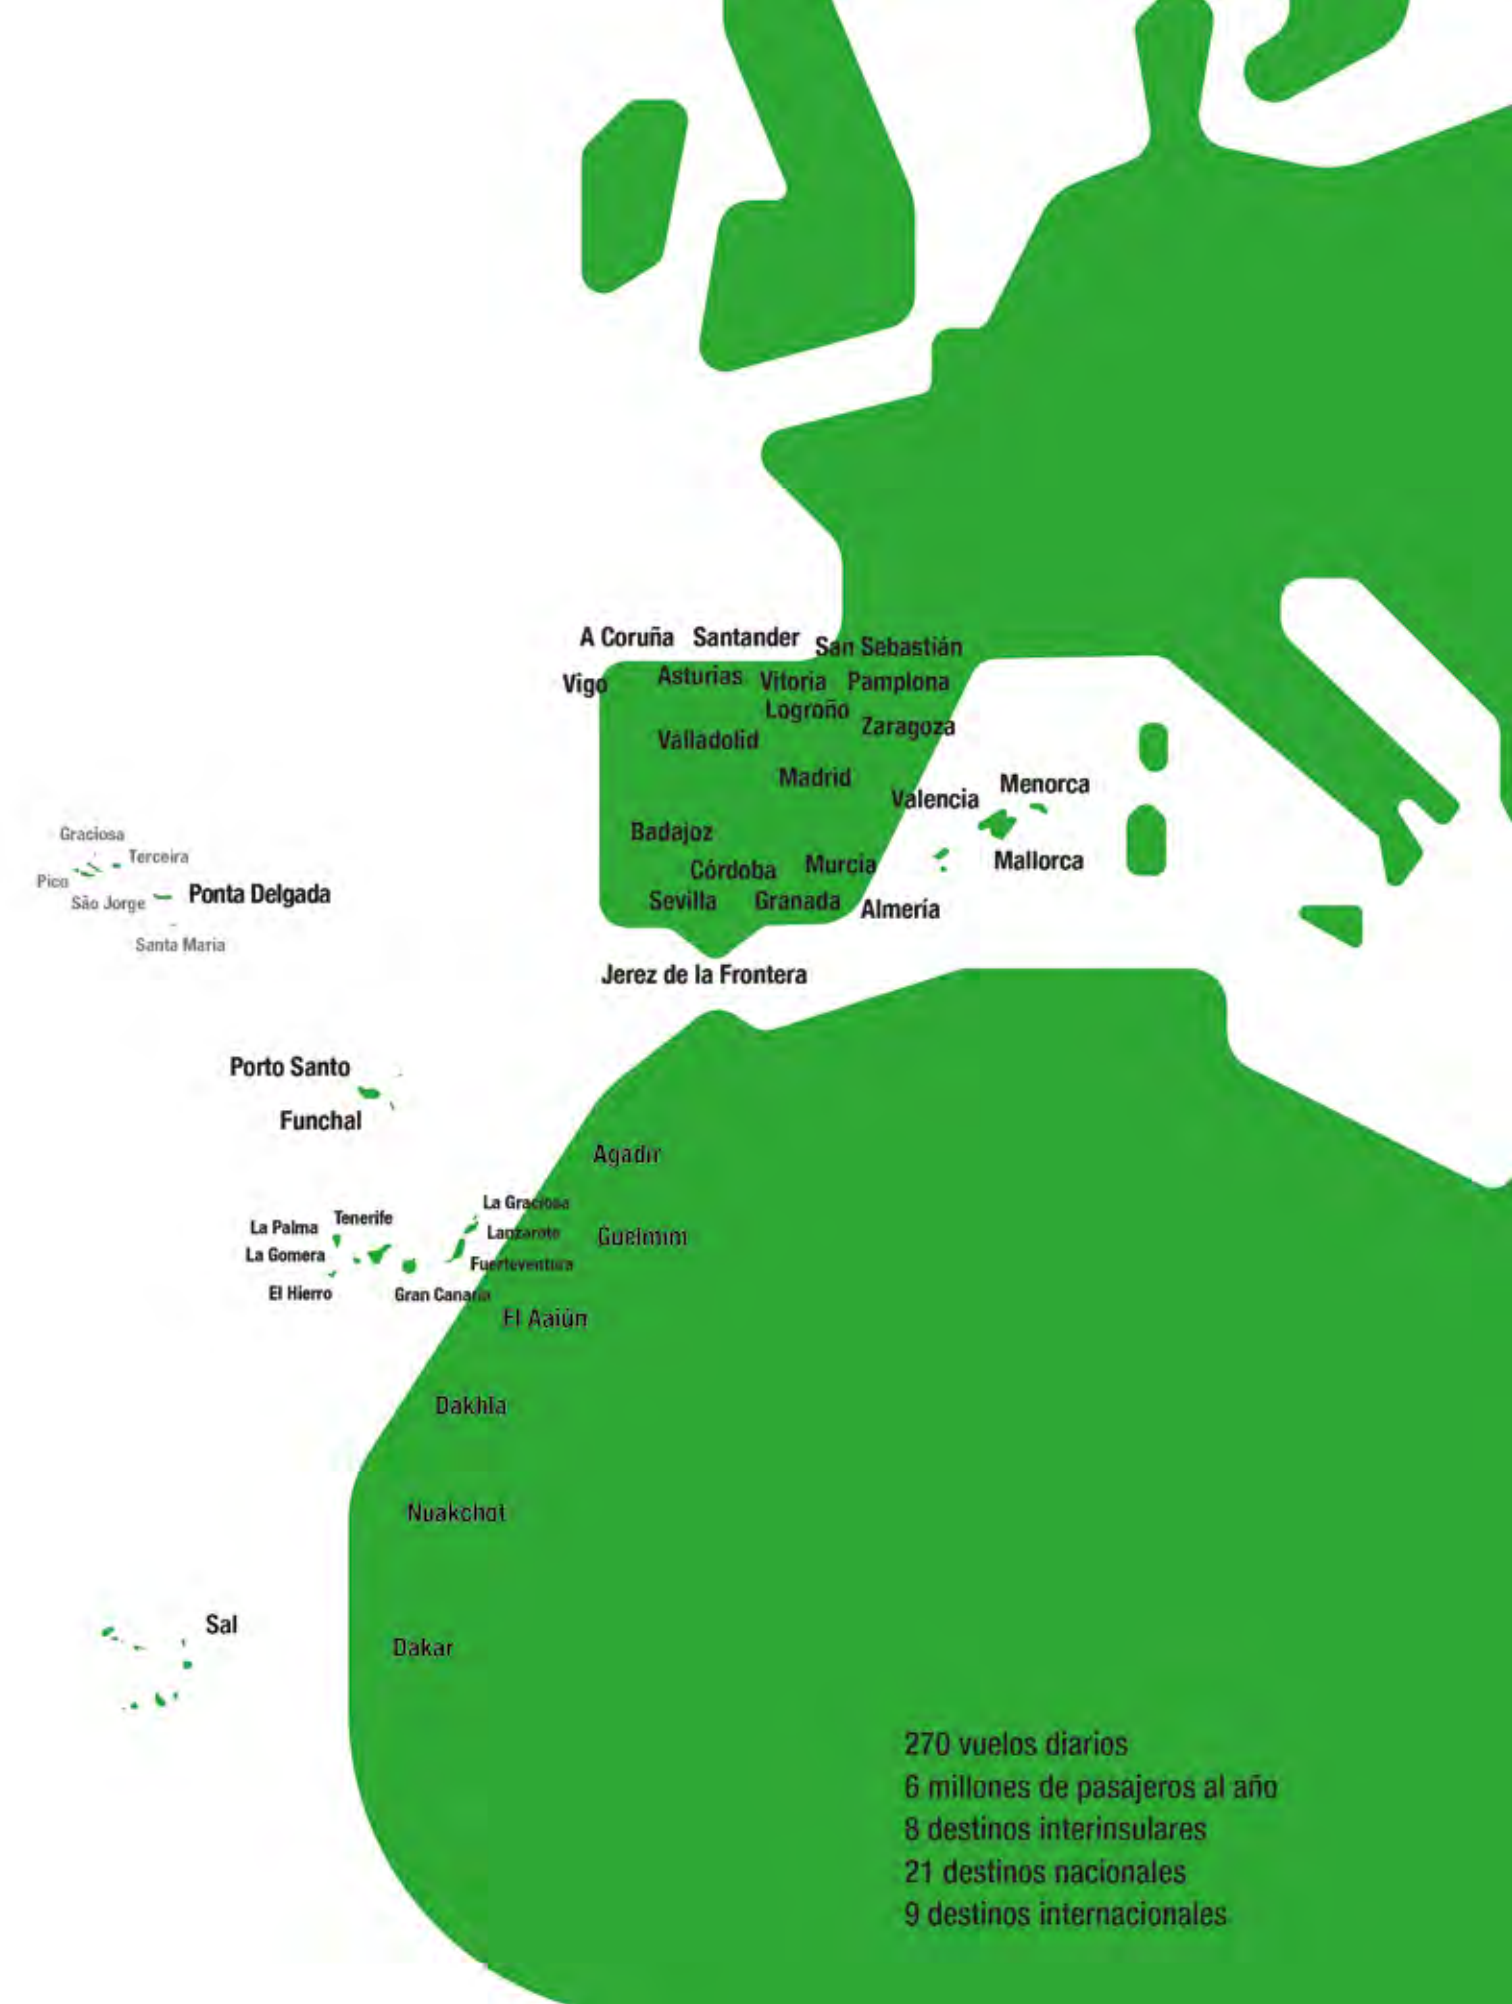 A Coruña
Santander
San Sebastián
Vigo
Asturias
Vitoria
Pamplona
Logroño
Zaragoza
Valladolid
Madrid
Valencia
Menorca
Badajoz
Córdoba
Murcia
Mallorca
Sevilla
Granada
Almería
Jerez de la Frontera
Graciosa
Terceira
Pico
São Jorge
Ponta Delgada
Santa Maria
Porto Santo
Funchal
Agadir
La Graciosa
La Palma
Tenerife
Lanzarote
Guelmim
La Gomera
Fuerteventura
El Hierro
Gran Canaria
El Aaiún
Dakhla
Nuakchot
Sal
Dakar
270 vuelos diarios
6 millones de pasajeros al año
8 destinos interinsulares
21 destinos nacionales
9 destinos internacionales